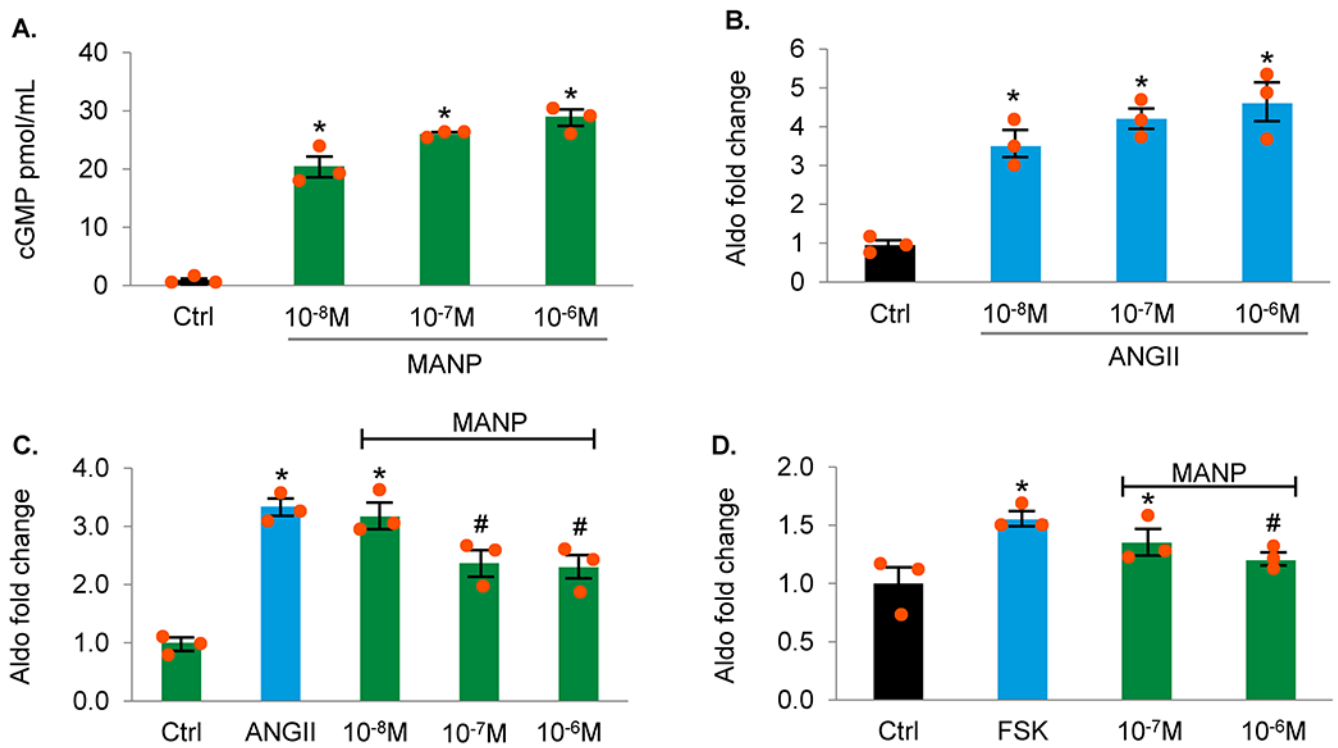 A.
cGMP pmol/mL
40
30
20
10
0
* * *
Ctrl 10⁻⁸M 10⁻⁷M 10⁻⁶M
MANP
B.
Aldo fold change
6
5
4
3
2
1
0
* * *
Ctrl 10⁻⁸M 10⁻⁷M 10⁻⁶M
ANGII
C.
MANP
Aldo fold change
4.0
3.0
2.0
1.0
0.0
* * # #
Ctrl ANGII 10⁻⁸M 10⁻⁷M 10⁻⁶M
D.
MANP
Aldo fold change
2.0
1.5
1.0
0.5
0.0
* * #
Ctrl FSK 10⁻⁷M 10⁻⁶M